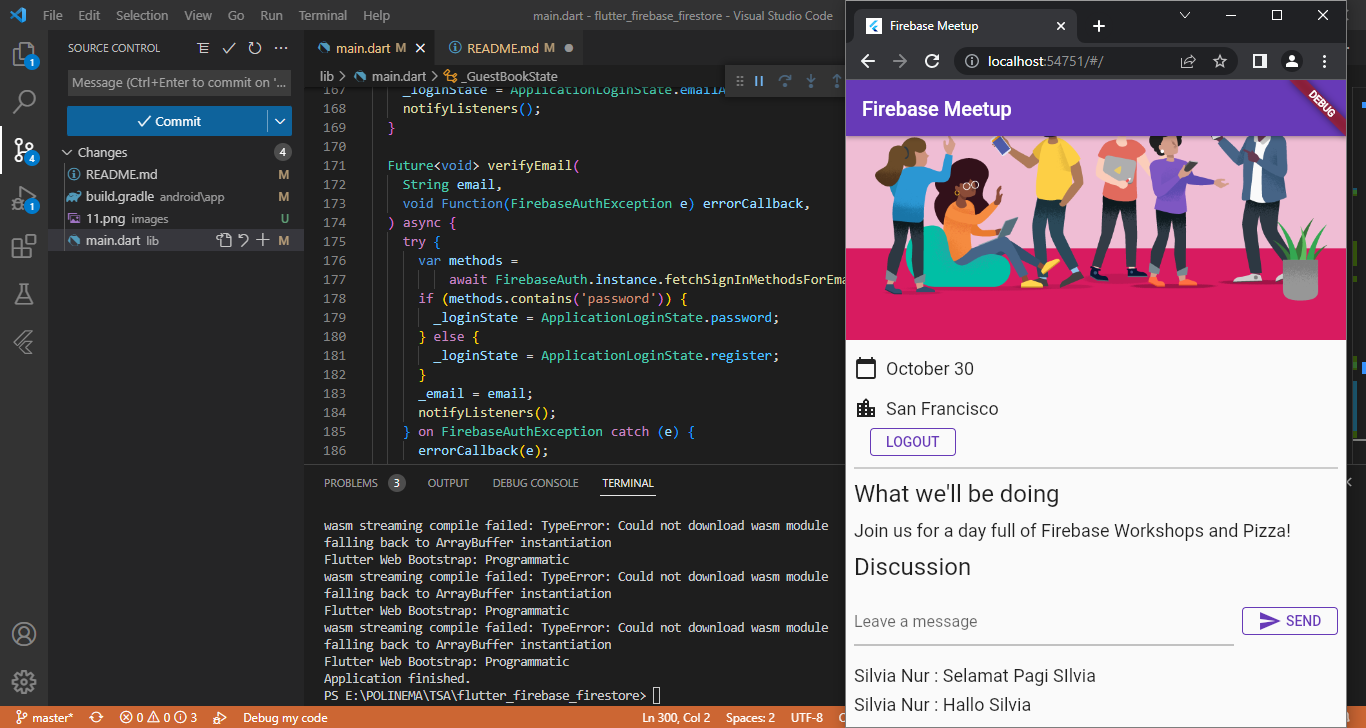 File Edit Selection View Go Run Terminal Help
main.dart - flutter_firebase_firestore - Visual Studio Code
SOURCE CONTROL
Message (Ctrl+Enter to commit on '...
Commit
Changes 4
README.md M
build.gradle android\app M
11.png images U
main.dart lib M
1
4
1
main.dart M
README.md M
lib > main.dart > _GuestBookState
167 _loginState = ApplicationLoginState.emailA
168 notifyListeners();
169 }
170
171 Future<void> verifyEmail(
172 String email,
173 void Function(FirebaseAuthException e) errorCallback,
174 ) async {
175 try {
176 var methods =
177 await FirebaseAuth.instance.fetchSignInMethodsForEma
178 if (methods.contains('password')) {
179 _loginState = ApplicationLoginState.password;
180 } else {
181 _loginState = ApplicationLoginState.register;
182 }
183 _email = email;
184 notifyListeners();
185 } on FirebaseAuthException catch (e) {
186 errorCallback(e);
PROBLEMS 3 OUTPUT DEBUG CONSOLE TERMINAL
wasm streaming compile failed: TypeError: Could not download wasm module
falling back to ArrayBuffer instantiation
Flutter Web Bootstrap: Programmatic
wasm streaming compile failed: TypeError: Could not download wasm module
falling back to ArrayBuffer instantiation
Flutter Web Bootstrap: Programmatic
wasm streaming compile failed: TypeError: Could not download wasm module
falling back to ArrayBuffer instantiation
Flutter Web Bootstrap: Programmatic
Application finished.
PS E:\POLINEMA\TSA\flutter_firebase_firestore>
master* 0 0 3 Debug my code Ln 300, Col 2 Spaces: 2 UTF-8
Firebase Meetup
localhost:54751/#/
Firebase Meetup
DEBUG
October 30
San Francisco
LOGOUT
What we'll be doing
Join us for a day full of Firebase Workshops and Pizza!
Discussion
Leave a message
SEND
Silvia Nur : Selamat Pagi SIlvia
Silvia Nur : Hallo Silvia